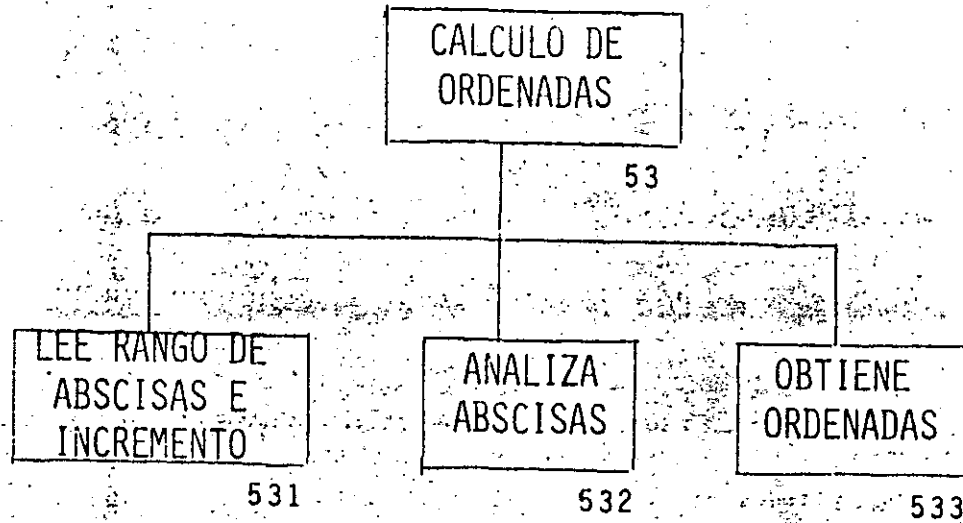 CALCULO DE
ORDENADAS
53
LEE RANGO DE
ABSCISAS E
INCREMENTO
531
ANALIZA
ABSCISAS
532
OBTIENE
ORDENADAS
533